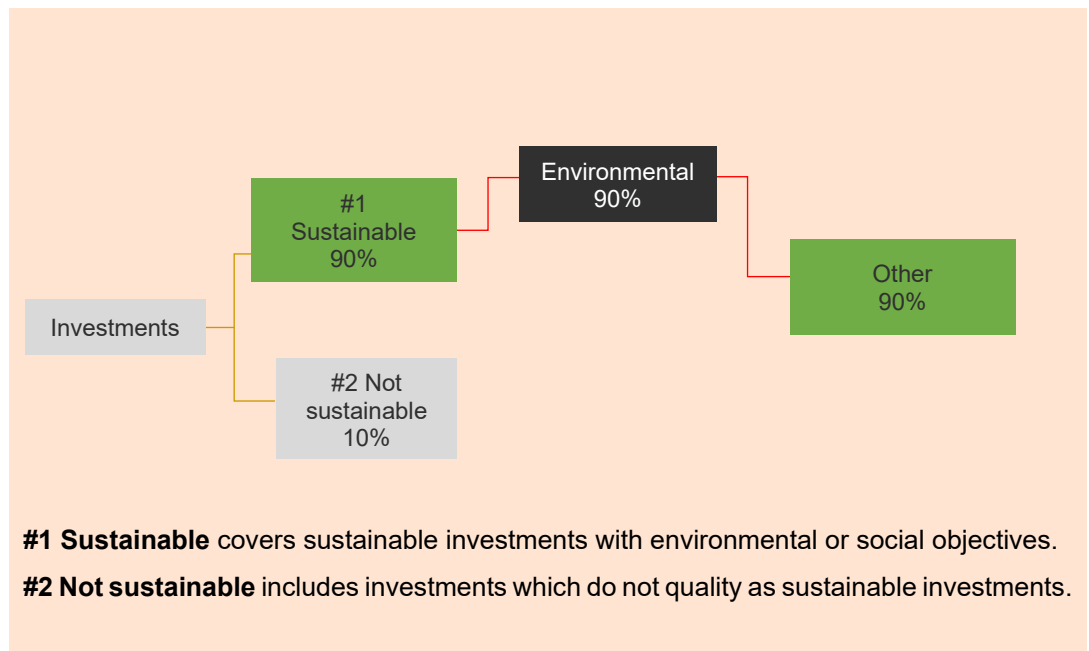 Environmental
90%
#1
Sustainable
90%
Other
90%
Investments
#2 Not
sustainable
10%
#1 Sustainable covers sustainable investments with environmental or social objectives.
#2 Not sustainable includes investments which do not quality as sustainable investments.